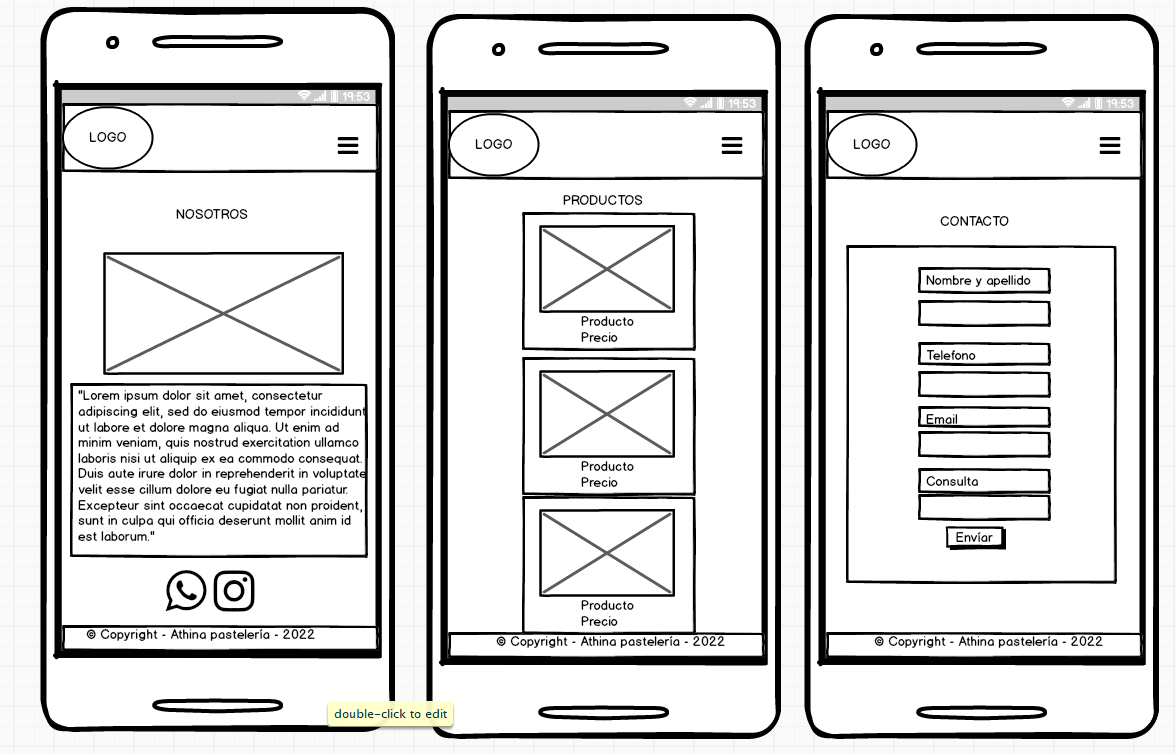 19:53
LOGO
NOSOTROS
"Lorem ipsum dolor sit amet, consectetur
adipiscing elit, sed do eiusmod tempor incididunt
ut labore et dolore magna aliqua. Ut enim ad
minim veniam, quis nostrud exercitation ullamco
laboris nisi ut aliquip ex ea commodo consequat.
Duis aute irure dolor in reprehenderit in voluptate
velit esse cillum dolore eu fugiat nulla pariatur.
Excepteur sint occaecat cupidatat non proident,
sunt in culpa qui officia deserunt mollit anim id
est laborum."
© Copyright - Athina pastelería - 2022
double-click to edit
19:53
LOGO
PRODUCTOS
Producto
Precio
Producto
Precio
Producto
Precio
© Copyright - Athina pastelería - 2022
19:53
LOGO
CONTACTO
Nombre y apellido
Telefono
Email
Consulta
Envíar
© Copyright - Athina pastelería - 2022